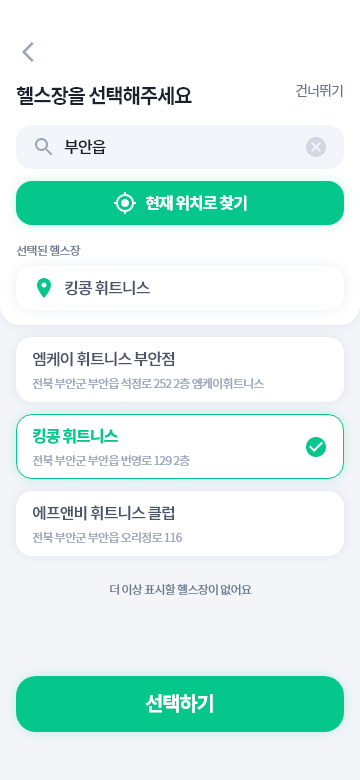 헬스장을 선택해주세요
건너뛰기
부안읍
현재 위치로 찾기
선택된 헬스장
킹콩 휘트니스
엠케이 휘트니스 부안점
전북 부안군 부안읍 석정로 252 2층 엠케이휘트니스
킹콩 휘트니스
전북 부안군 부안읍 번영로 129 2층
에프앤비 휘트니스 클럽
전북 부안군 부안읍 오리정로 116
더 이상 표시할 헬스장이 없어요
선택하기